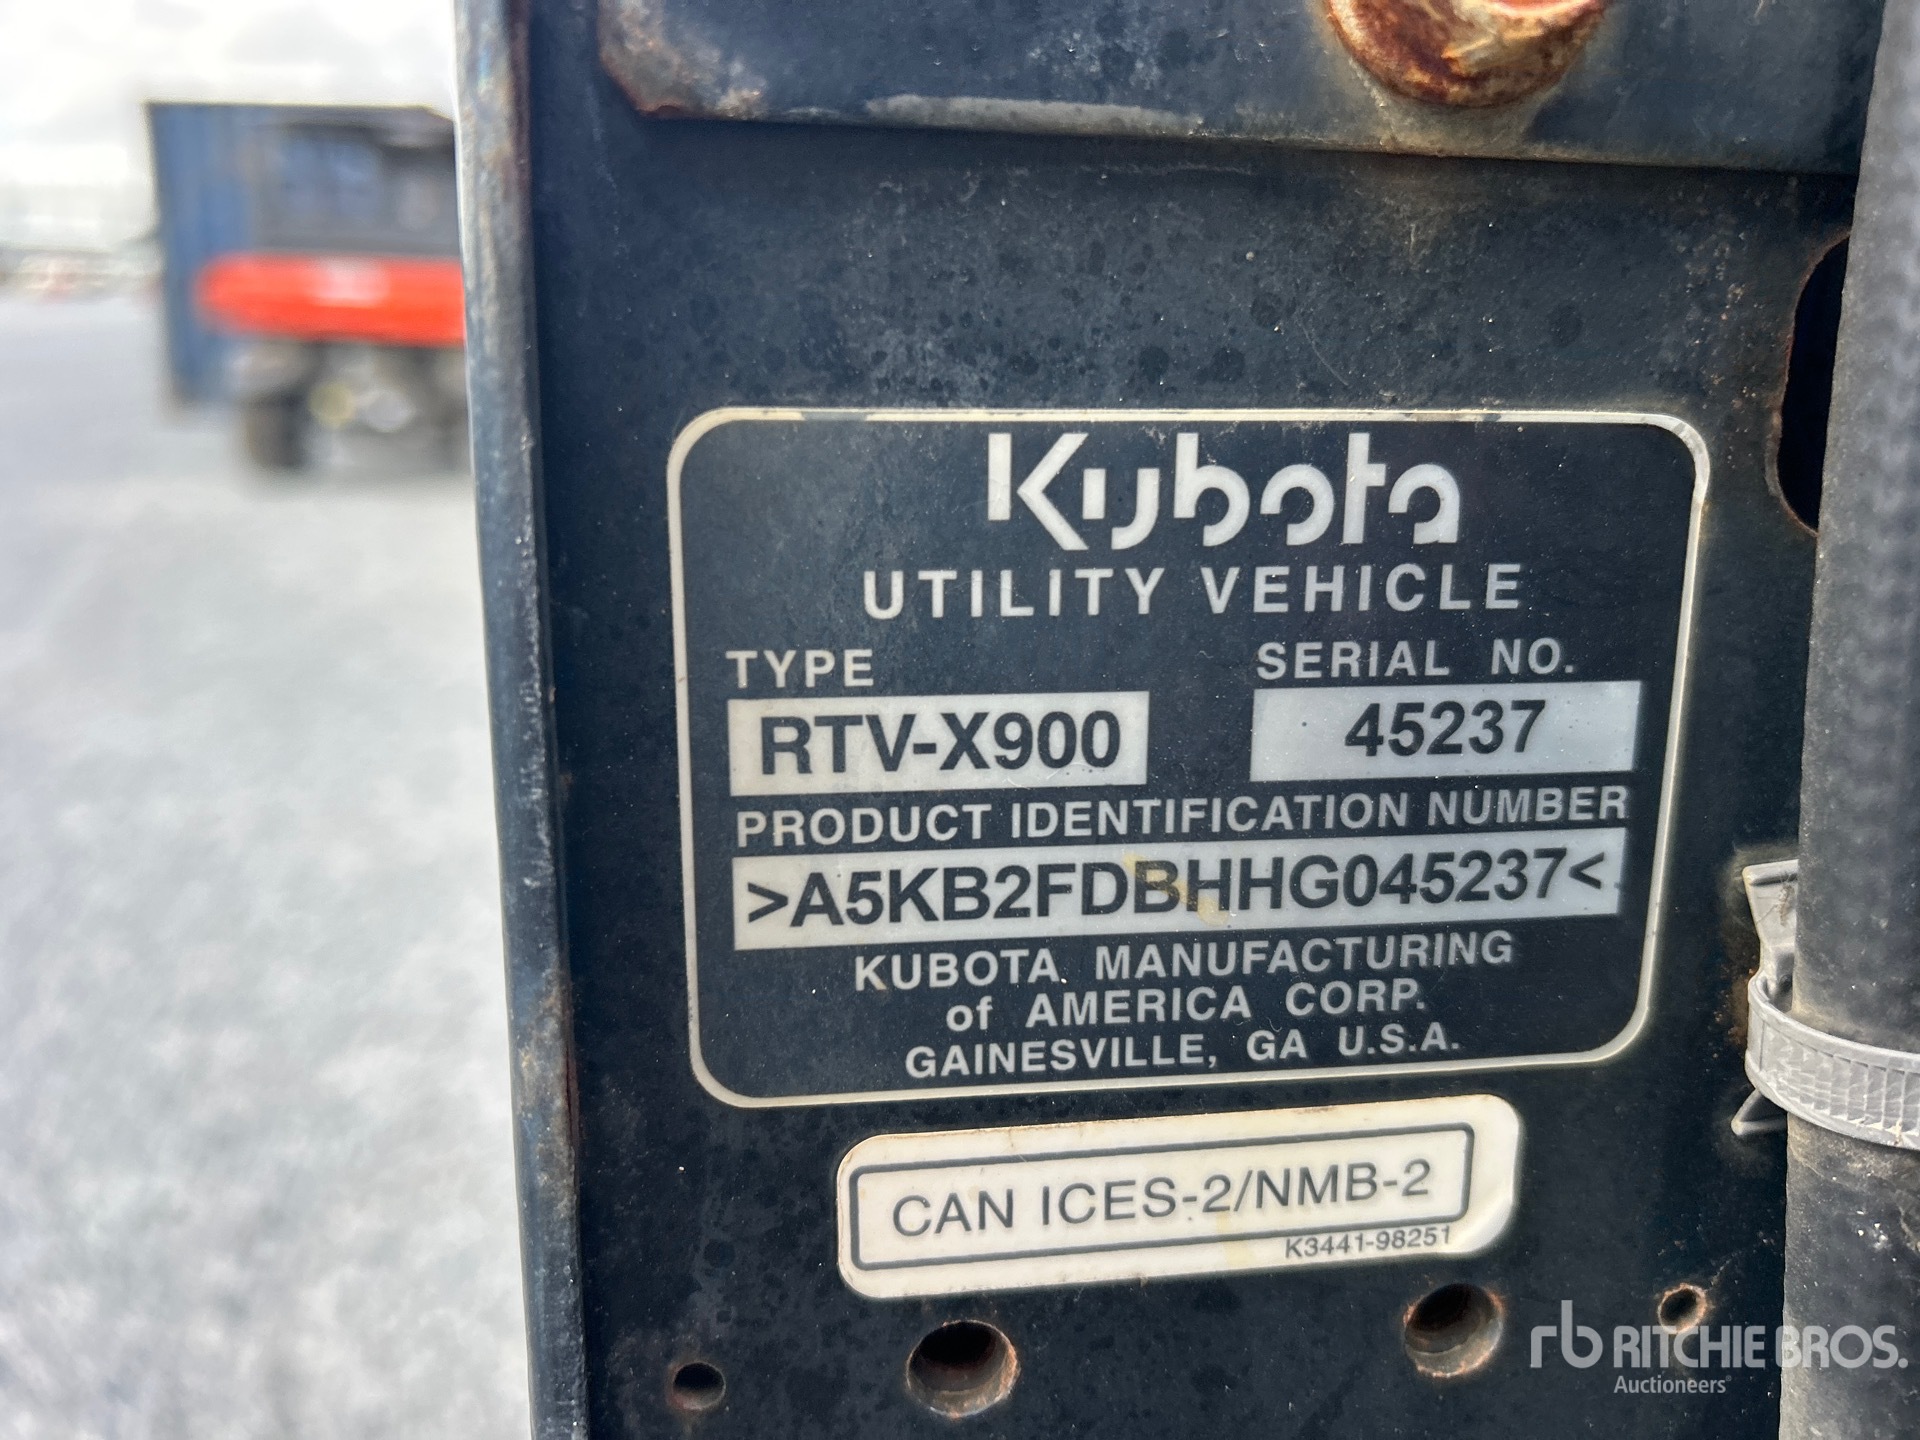 Kubota
UTILITY VEHICLE
TYPE SERIAL NO.
RTV-X900 45237
PRODUCT IDENTIFICATION NUMBER
>A5KB2FDBHHG045237<
KUBOTA MANUFACTURING
of AMERICA CORP.
GAINESVILLE, GA U.S.A.
CAN ICES-2/NMB-2
K3441-98251
rb RITCHIE BROS.
Auctioneers